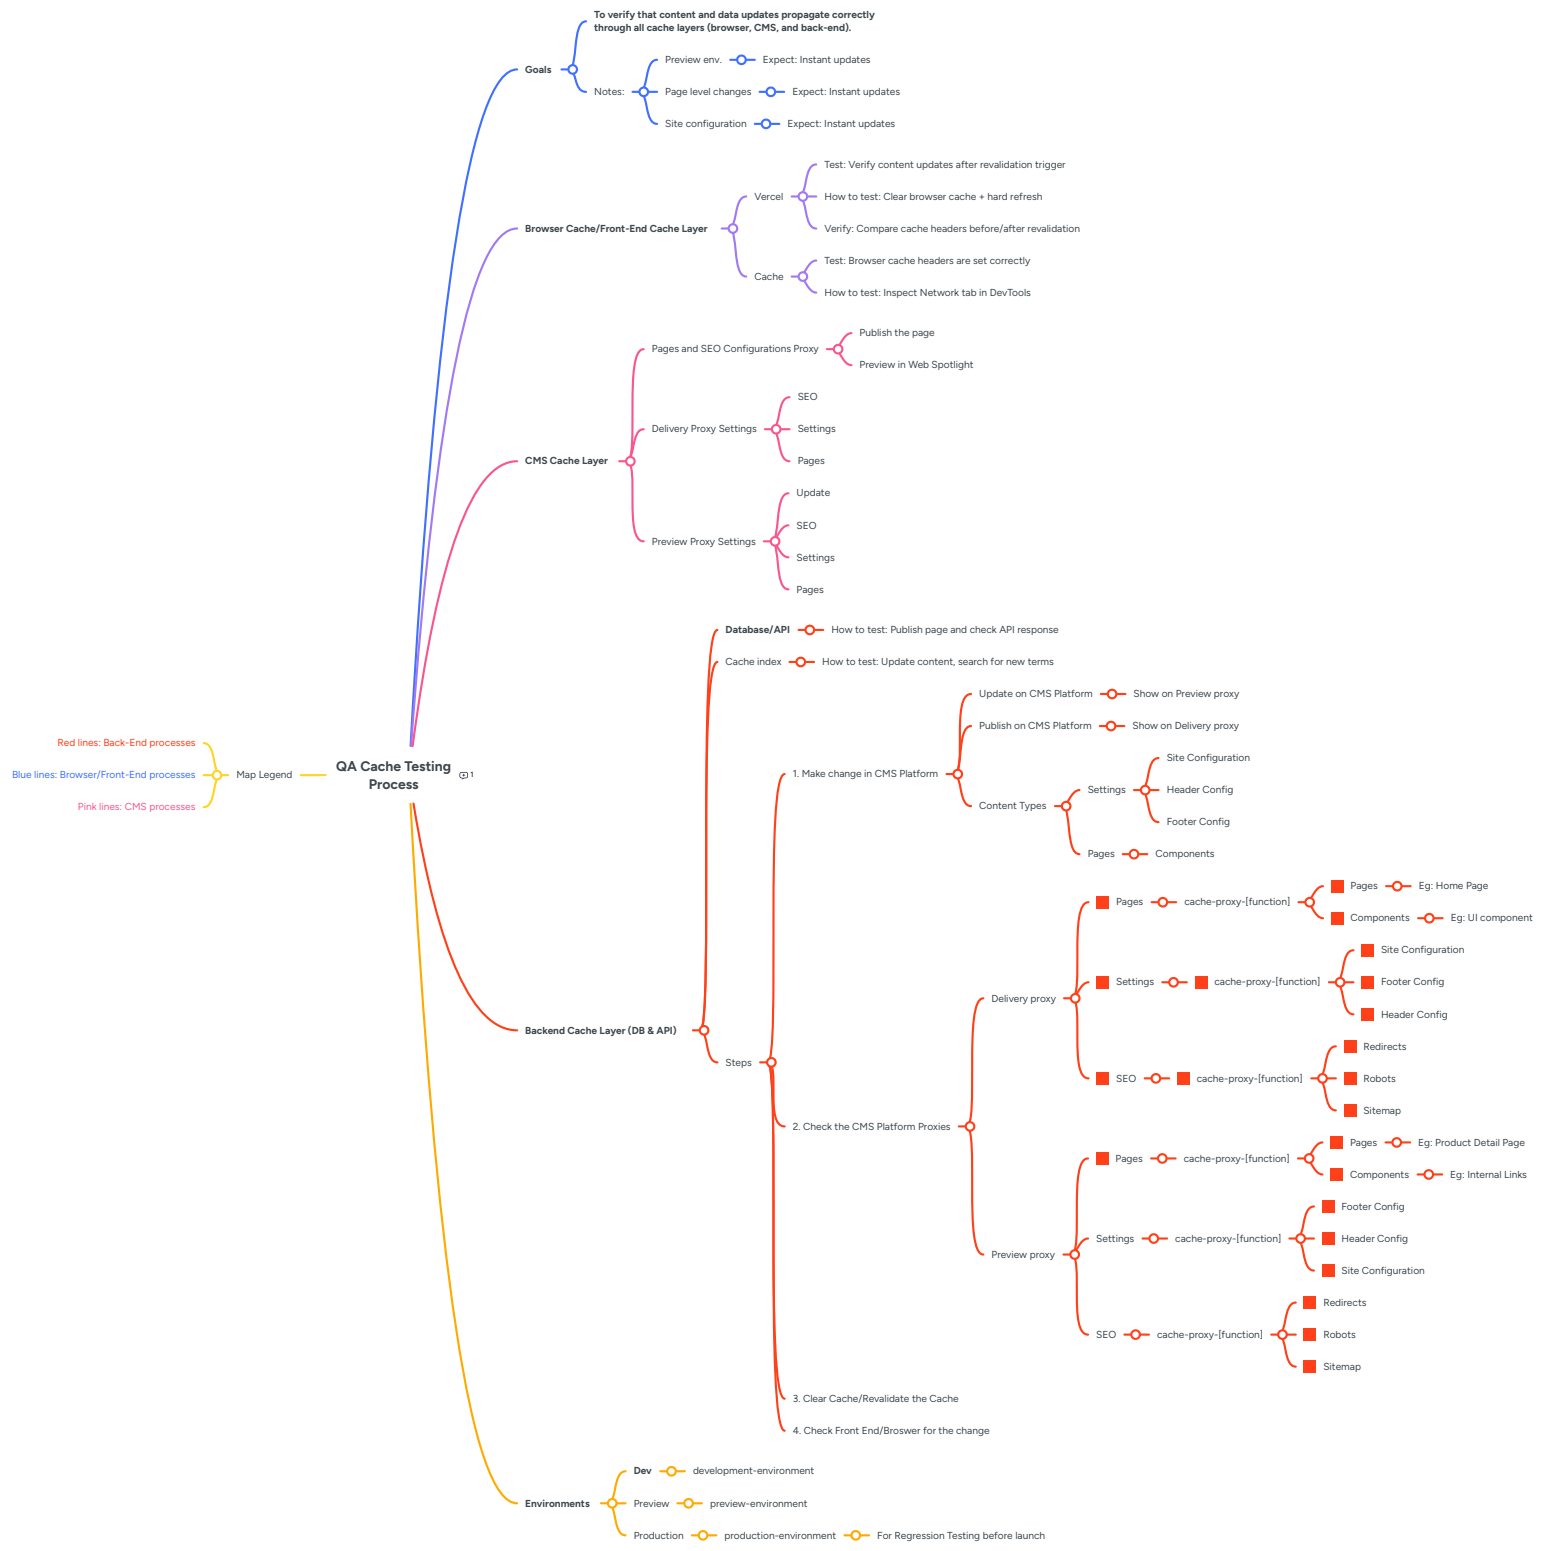 To verify that content and data updates propagate correctly
through all cache layers (browser, CMS, and back-end).
Goals
Notes:
Preview env.
Expect: Instant updates
Page level changes
Expect: Instant updates
Site configuration
Expect: Instant updates
Browser Cache/Front-End Cache Layer
Vercel
Test: Verify content updates after revalidation trigger
How to test: Clear browser cache + hard refresh
Verify: Compare cache headers before/after revalidation
Cache
Test: Browser cache headers are set correctly
How to test: Inspect Network tab in DevTools
CMS Cache Layer
Pages and SEO Configurations Proxy
Publish the page
Preview in Web Spotlight
Delivery Proxy Settings
SEO
Settings
Pages
Preview Proxy Settings
Update
SEO
Settings
Pages
Red lines: Back-End processes
Blue lines: Browser/Front-End processes
Pink lines: CMS processes
Map Legend
QA Cache Testing
Process
1
Backend Cache Layer (DB & API)
Database/API
How to test: Publish page and check API response
Cache index
How to test: Update content, search for new terms
Steps
1. Make change in CMS Platform
Update on CMS Platform
Show on Preview proxy
Publish on CMS Platform
Show on Delivery proxy
Content Types
Settings
Site Configuration
Header Config
Footer Config
Pages
Components
2. Check the CMS Platform Proxies
Delivery proxy
Pages
cache-proxy-[function]
Pages
Eg: Home Page
Components
Eg: UI component
Settings
cache-proxy-[function]
Site Configuration
Footer Config
Header Config
SEO
cache-proxy-[function]
Redirects
Robots
Sitemap
Preview proxy
Pages
cache-proxy-[function]
Pages
Eg: Product Detail Page
Components
Eg: Internal Links
Settings
cache-proxy-[function]
Footer Config
Header Config
Site Configuration
SEO
cache-proxy-[function]
Redirects
Robots
Sitemap
3. Clear Cache/Revalidate the Cache
4. Check Front End/Broswer for the change
Environments
Dev
development-environment
Preview
preview-environment
Production
production-environment
For Regression Testing before launch